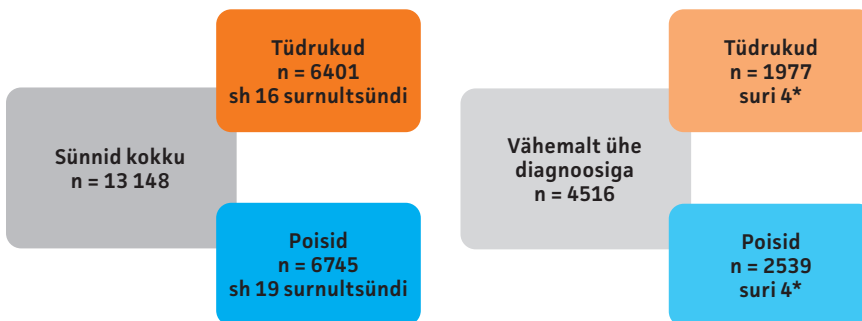 Tüdrukud
n = 6401
sh 16 surnultsündi
Sünnid kokku
n = 13 148
Poisid
n = 6745
sh 19 surnultsündi
Tüdrukud
n = 1977
suri 4*
Vähemalt ühe
diagnoosiga
n = 4516
Poisid
n = 2539
suri 4*